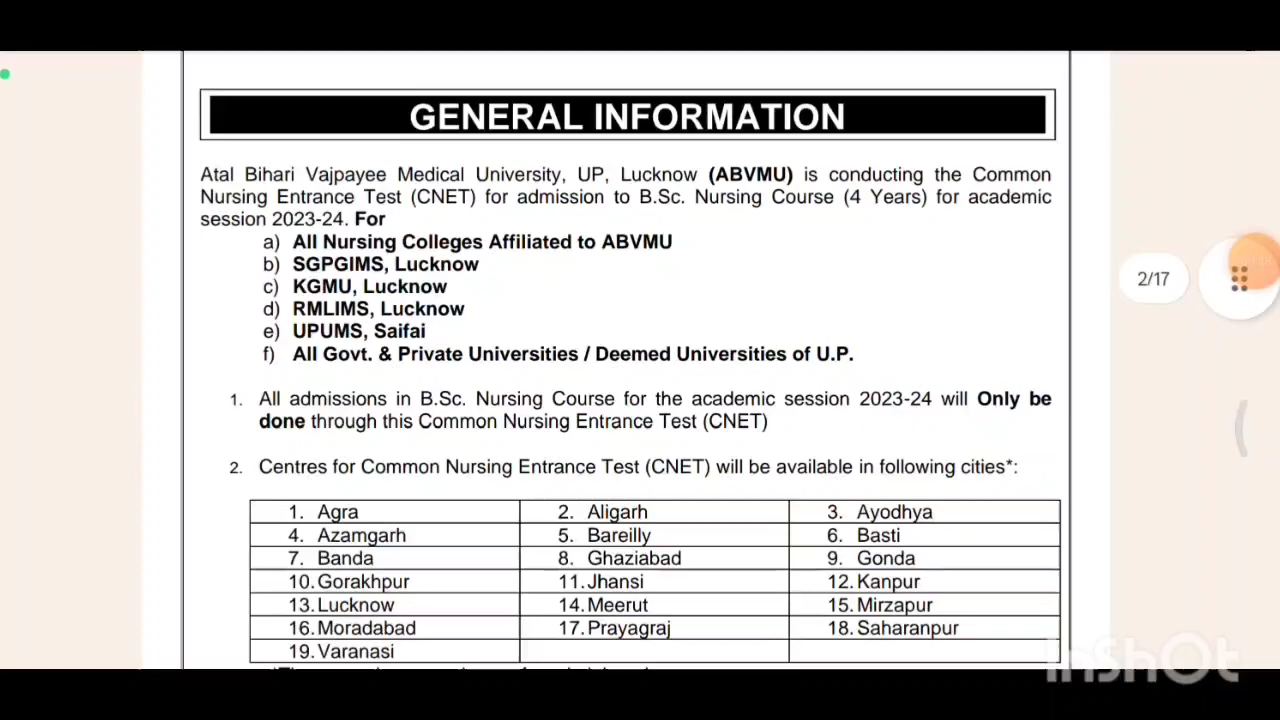 GENERAL INFORMATION
Atal Bihari Vajpayee Medical University, UP, Lucknow (ABVMU) is conducting the Common
Nursing Entrance Test (CNET) for admission to B.Sc. Nursing Course (4 Years) for academic
session 2023-24. For
a) All Nursing Colleges Affiliated to ABVMU
b) SGPGIMS, Lucknow
c) KGMU, Lucknow
d) RMLIMS, Lucknow
e) UPUMS, Saifai
f) All Govt. & Private Universities / Deemed Universities of U.P.
2/17
1. All admissions in B.Sc. Nursing Course for the academic session 2023-24 will Only be
done through this Common Nursing Entrance Test (CNET)
2. Centres for Common Nursing Entrance Test (CNET) will be available in following cities*:
1. Agra 2. Aligarh 3. Ayodhya
4. Azamgarh 5. Bareilly 6. Basti
7. Banda 8. Ghaziabad 9. Gonda
10. Gorakhpur 11. Jhansi 12. Kanpur
13. Lucknow 14. Meerut 15. Mirzapur
16. Moradabad 17. Prayagraj 18. Saharanpur
19. Varanasi
InShOt